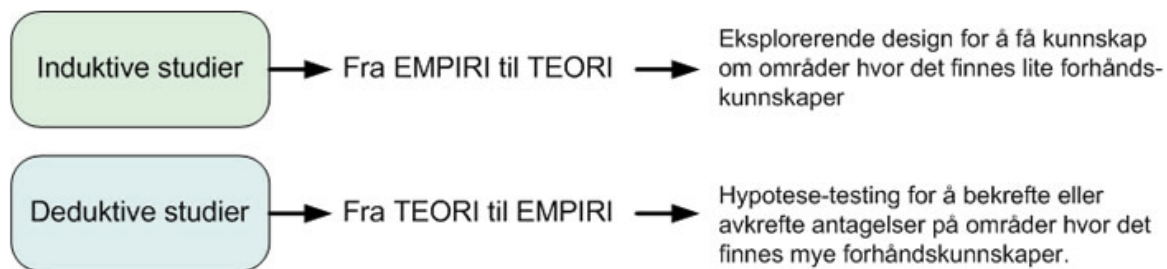 Induktive studier
Fra EMPIRI til TEORI
Eksplorerende design for å få kunnskap
om områder hvor det finnes lite forhånds-
kunnskaper
Deduktive studier
Fra TEORI til EMPIRI
Hypotese-testing for å bekrefte eller
avkrefte antagelser på områder hvor det
finnes mye forhåndskunnskaper.